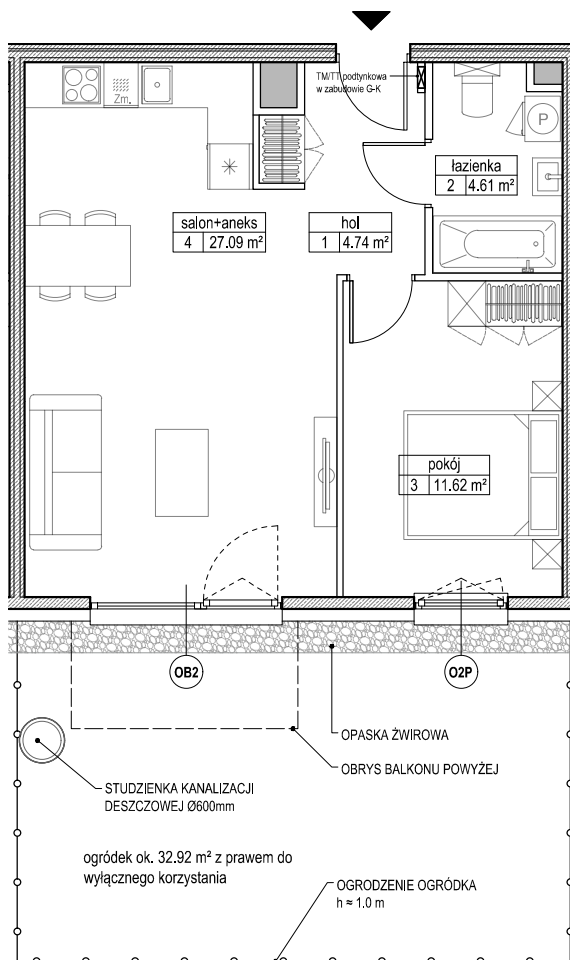 TM/TT podtynkowa
w zabudowie G-K
Zm.
P
łazienka
2 4.61 m²
salon+aneks
4 27.09 m²
hol
1 4.74 m²
pokój
3 11.62 m²
OB2
O2P
OPASKA ŻWIROWA
OBRYS BALKONU POWYŻEJ
STUDZIENKA KANALIZACJI
DESZCZOWEJ Ø600mm
ogródek ok. 32.92 m² z prawem do
wyłącznego korzystania
OGRODZENIE OGRÓDKA
h ≈ 1.0 m